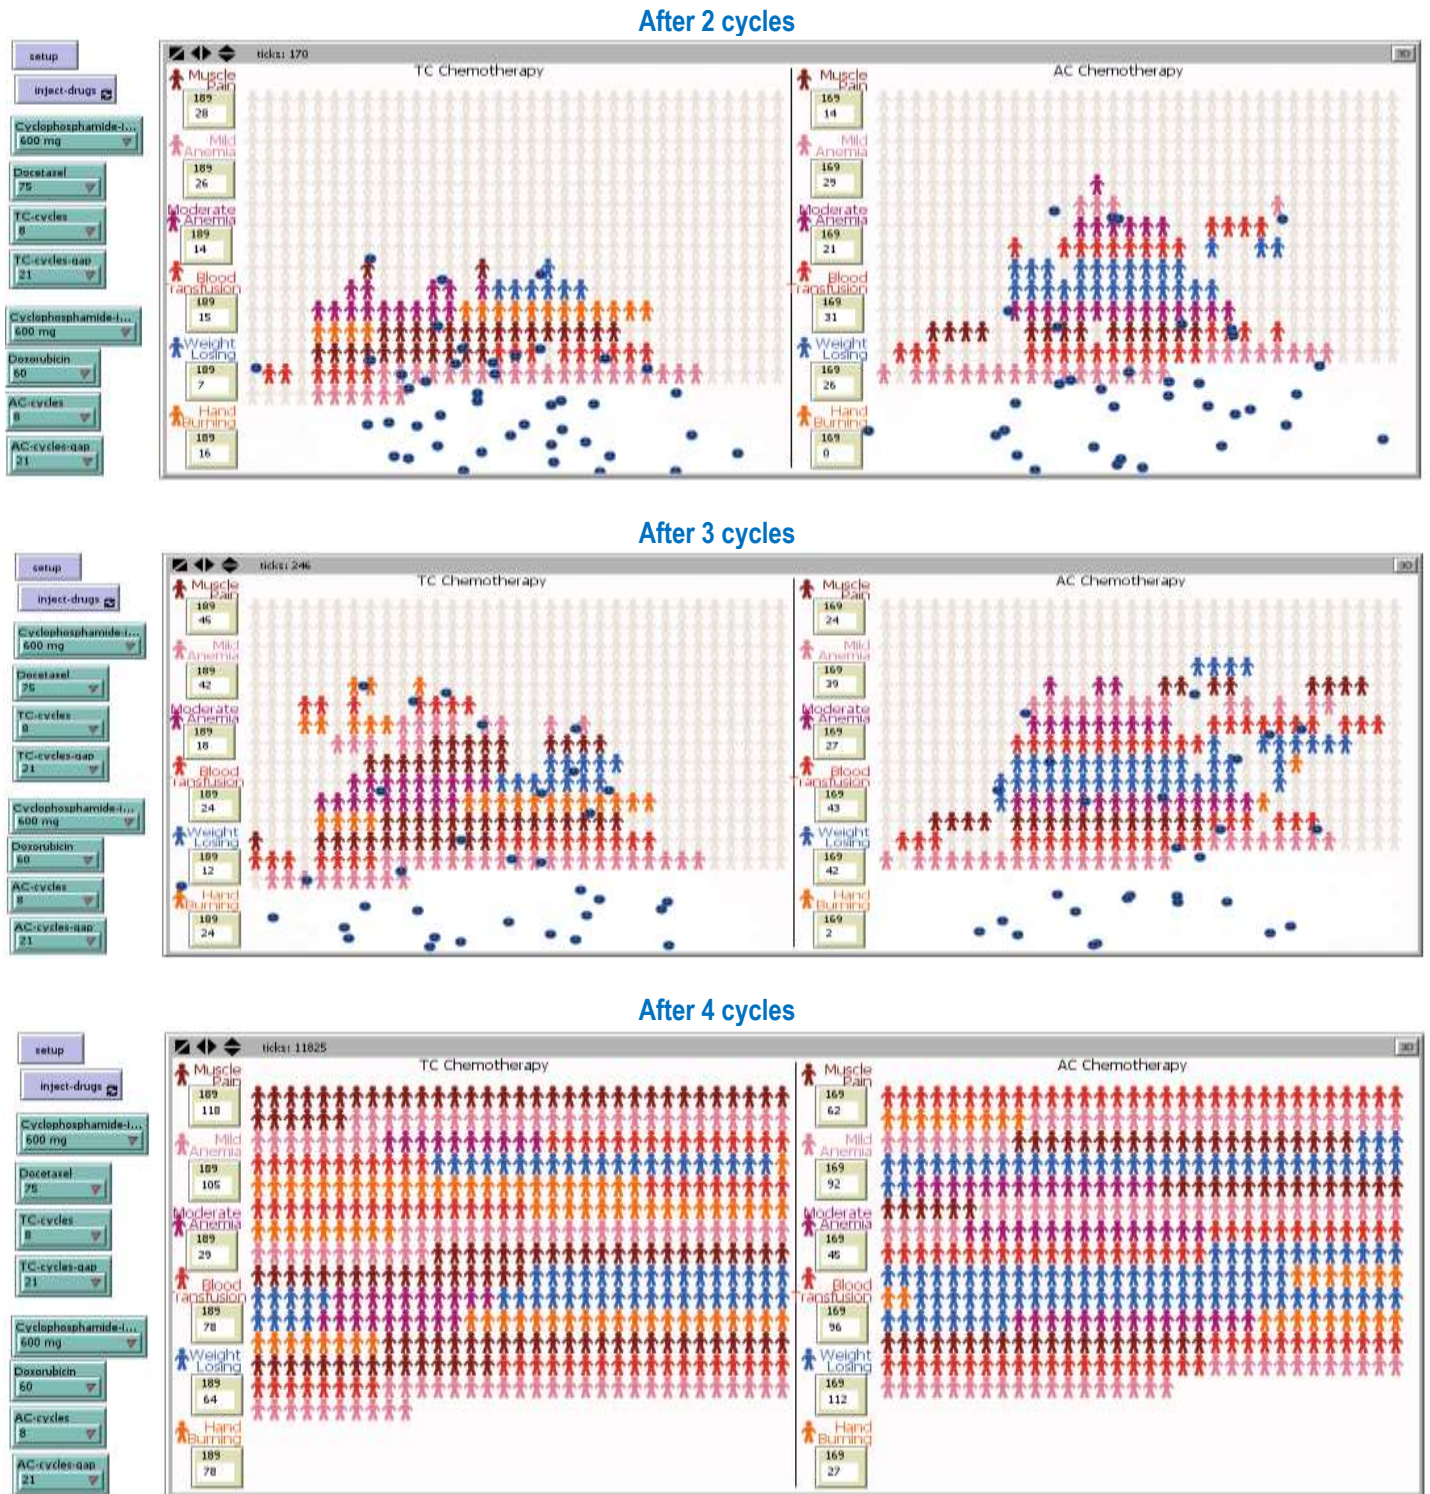 After 2 cycles
setup
inject-drugs
Cyclophosphamide-i...
600 mg
Docetaxel
75
TC-cycles
8
TC-cycles-gap
21
Cyclophosphamide-i...
600 mg
Doxorubicin
60
AC-cycles
8
AC-cycles-gap
21
ticks: 170
3D
TC Chemotherapy
Muscle
Pain
189
28
Mild
Anemia
189
26
Moderate
Anemia
189
14
Blood
Transfusion
189
15
Weight
Losing
189
7
Hand
Burning
189
16
AC Chemotherapy
Muscle
Pain
169
14
Mild
Anemia
169
29
Moderate
Anemia
169
21
Blood
Transfusion
169
31
Weight
Losing
169
26
Hand
Burning
169
0
After 3 cycles
setup
inject-drugs
Cyclophosphamide-i...
600 mg
Docetaxel
75
TC-cycles
8
TC-cycles-gap
21
Cyclophosphamide-i...
600 mg
Doxorubicin
60
AC-cycles
8
AC-cycles-gap
21
ticks: 246
3D
TC Chemotherapy
Muscle
Pain
189
45
Mild
Anemia
189
42
Moderate
Anemia
189
18
Blood
Transfusion
189
24
Weight
Losing
189
12
Hand
Burning
189
24
AC Chemotherapy
Muscle
Pain
169
24
Mild
Anemia
169
39
Moderate
Anemia
169
27
Blood
Transfusion
169
43
Weight
Losing
169
42
Hand
Burning
169
2
After 4 cycles
setup
inject-drugs
Cyclophosphamide-i...
600 mg
Docetaxel
75
TC-cycles
8
TC-cycles-gap
21
Cyclophosphamide-i...
600 mg
Doxorubicin
60
AC-cycles
8
AC-cycles-gap
21
ticks: 11825
3D
TC Chemotherapy
Muscle
Pain
189
118
Mild
Anemia
189
105
Moderate
Anemia
189
29
Blood
Transfusion
189
78
Weight
Losing
189
64
Hand
Burning
189
78
AC Chemotherapy
Muscle
Pain
169
62
Mild
Anemia
169
92
Moderate
Anemia
169
45
Blood
Transfusion
169
96
Weight
Losing
169
112
Hand
Burning
169
27